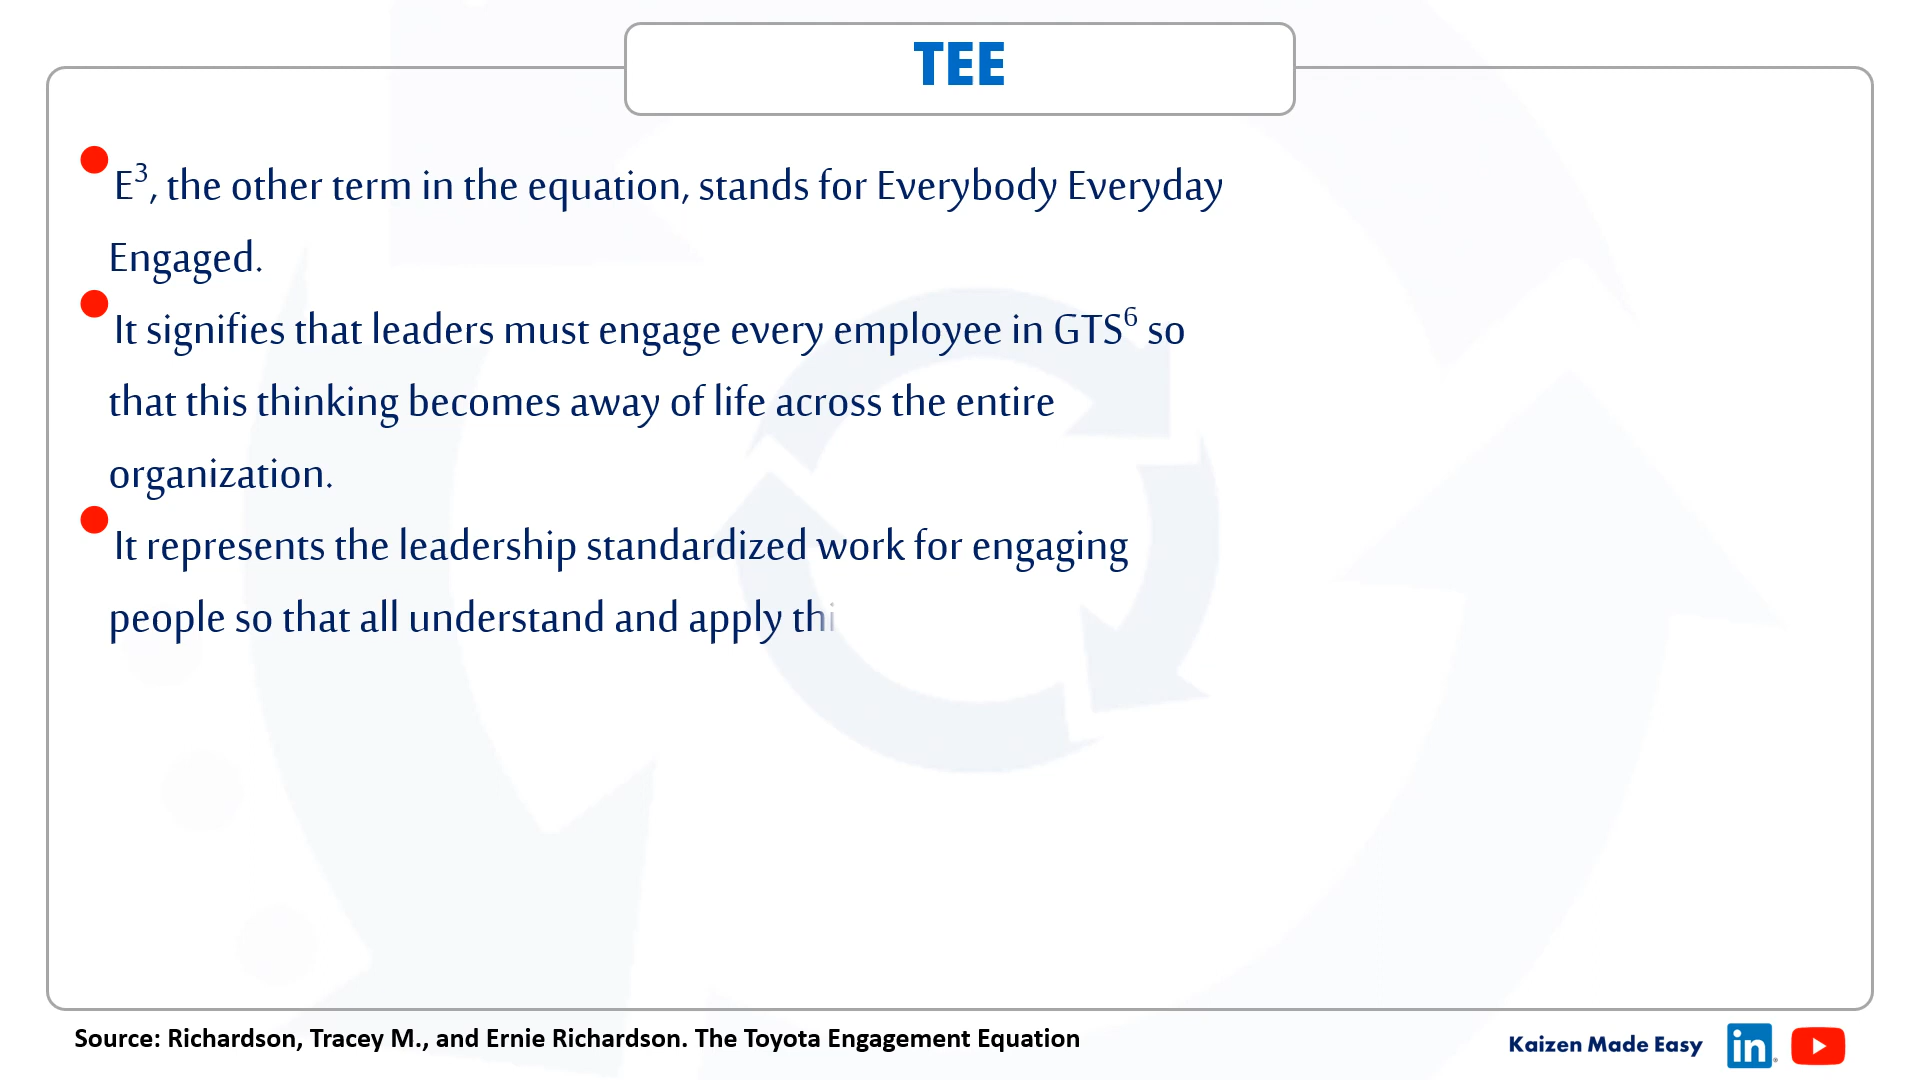 TEE
E³, the other term in the equation, stands for Everybody Everyday
Engaged.
It signifies that leaders must engage every employee in GTS⁶ so
that this thinking becomes away of life across the entire
organization.
It represents the leadership standardized work for engaging
people so that all understand and apply thi
Source: Richardson, Tracey M., and Ernie Richardson. The Toyota Engagement Equation
Kaizen Made Easy
in